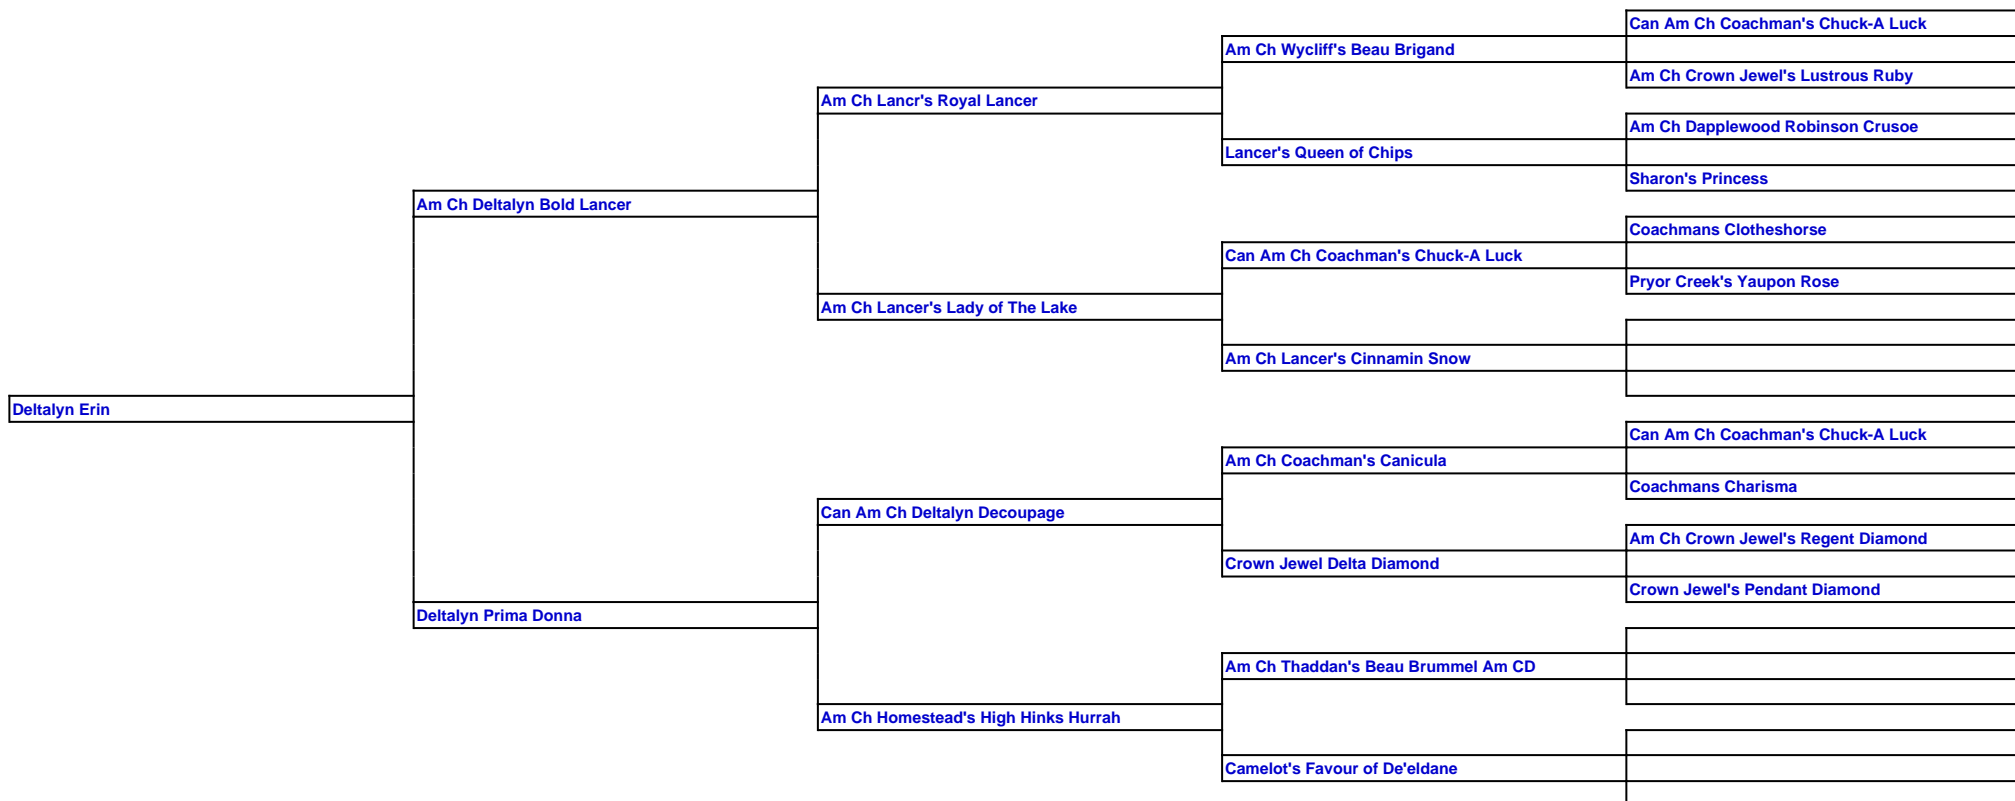 Can Am Ch Coachman's Chuck-A Luck
Am Ch Wycliff's Beau Brigand
Am Ch Crown Jewel's Lustrous Ruby
Am Ch Lancr's Royal Lancer
Am Ch Dapplewood Robinson Crusoe
Lancer's Queen of Chips
Sharon's Princess
Am Ch Deltalyn Bold Lancer
Coachmans Clotheshorse
Can Am Ch Coachman's Chuck-A Luck
Pryor Creek's Yaupon Rose
Am Ch Lancer's Lady of The Lake
Am Ch Lancer's Cinnamin Snow
Deltalyn Erin
Can Am Ch Coachman's Chuck-A Luck
Am Ch Coachman's Canicula
Coachmans Charisma
Can Am Ch Deltalyn Decoupage
Am Ch Crown Jewel's Regent Diamond
Crown Jewel Delta Diamond
Crown Jewel's Pendant Diamond
Deltalyn Prima Donna
Am Ch Thaddan's Beau Brummel Am CD
Am Ch Homestead's High Hinks Hurrah
Camelot's Favour of De'eldane